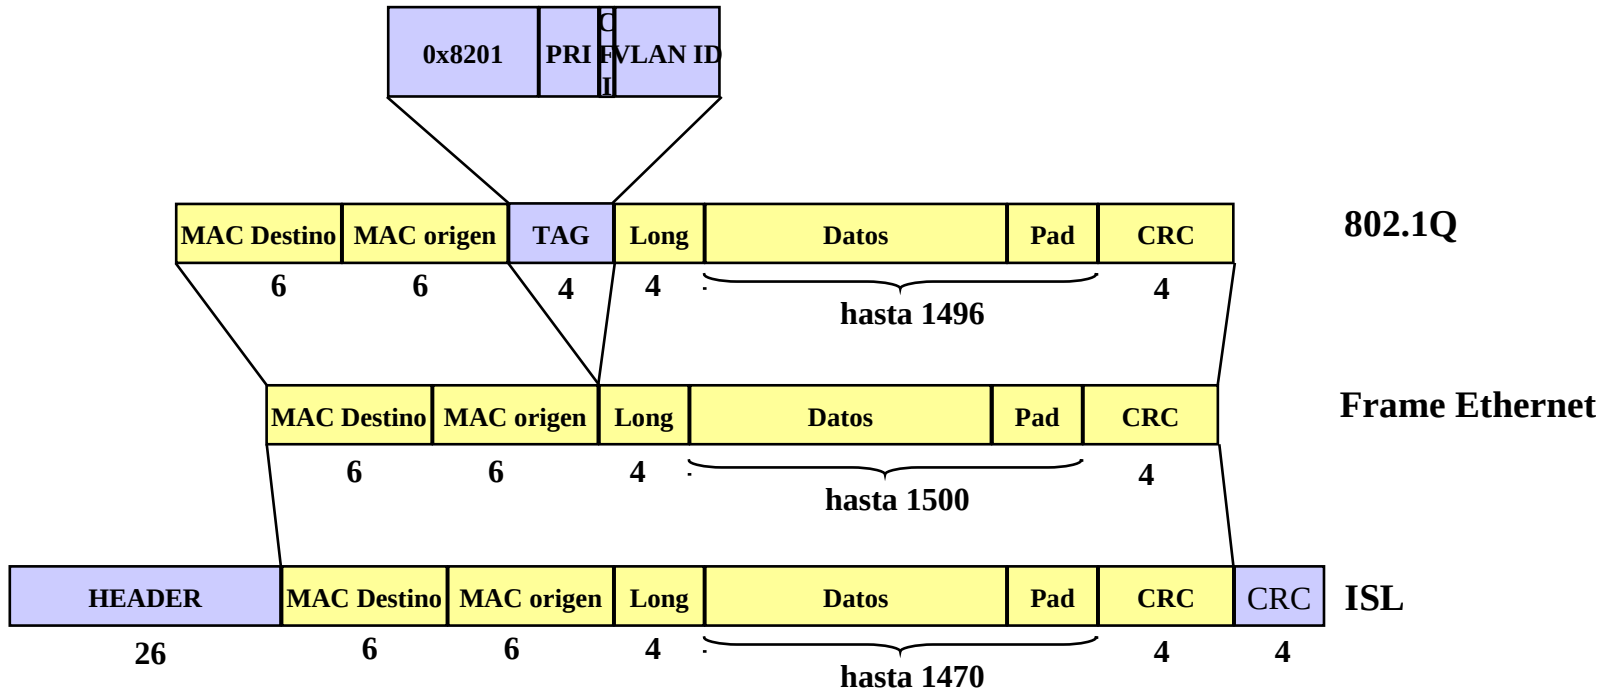 0x8201 PRI CFI VLAN ID
MAC Destino MAC origen TAG Long Datos Pad CRC 802.1Q
6 6 4 4 4
hasta 1496
MAC Destino MAC origen Long Datos Pad CRC Frame Ethernet
6 6 4 4
hasta 1500
HEADER MAC Destino MAC origen Long Datos Pad CRC CRC ISL
26 6 6 4 4 4
hasta 1470